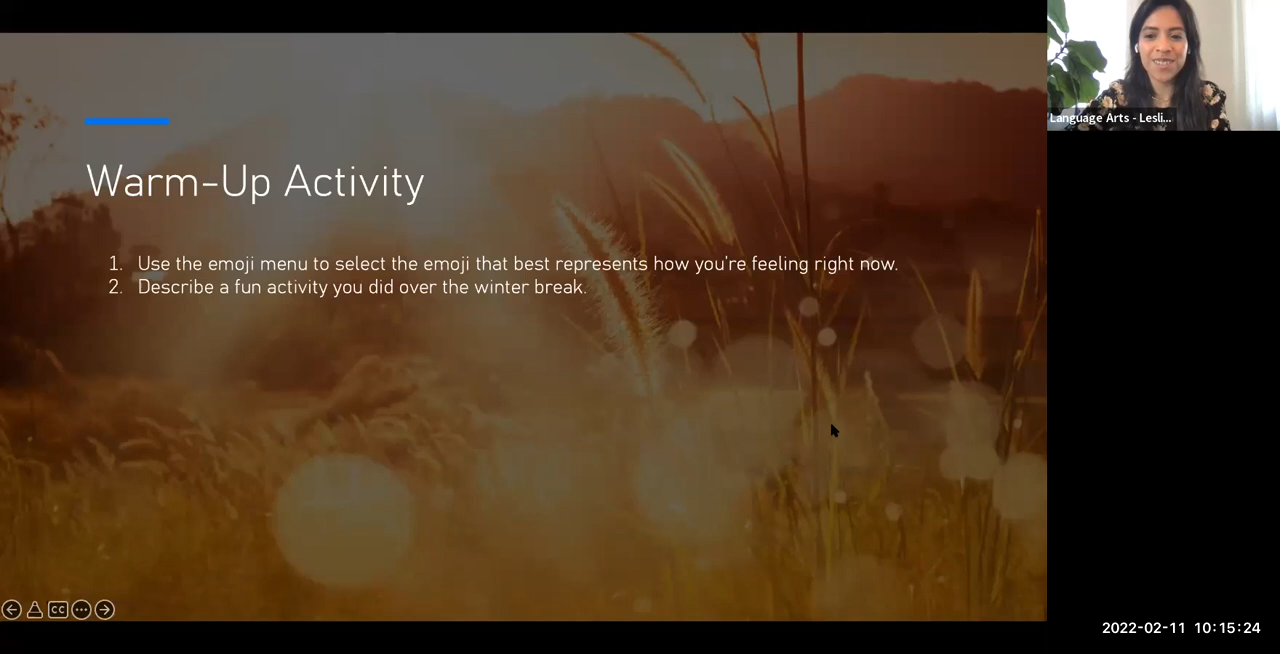 Language Arts - Lesli...
Warm-Up Activity
1. Use the emoji menu to select the emoji that best represents how you're feeling right now.
2. Describe a fun activity you did over the winter break.
CC
2022-02-11 10:15:24